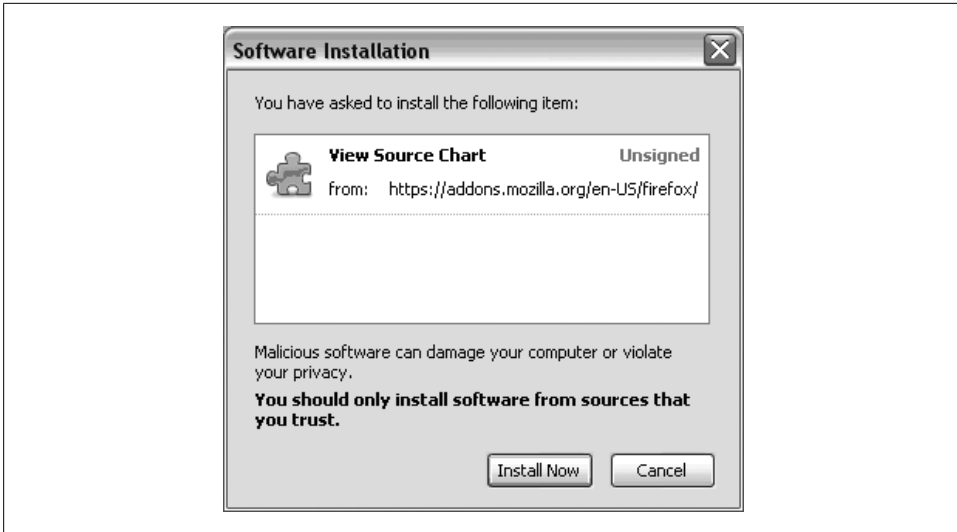 Software Installation
You have asked to install the following item:
View Source Chart Unsigned
from: https://addons.mozilla.org/en-US/firefox/
Malicious software can damage your computer or violate
your privacy.
You should only install software from sources that
you trust.
Install Now Cancel